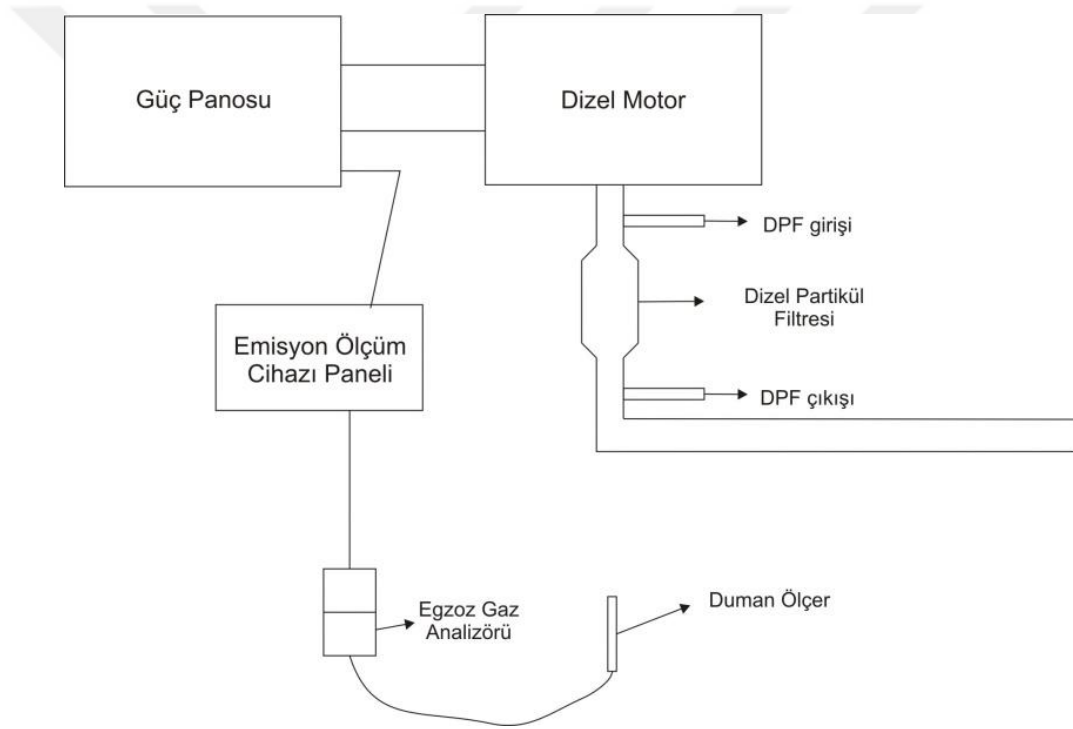 Güç Panosu
Dizel Motor
DPF girişi
Dizel Partikül
Filtresi
Emisyon Ölçüm
Cihazı Paneli
DPF çıkışı
Egzoz Gaz
Analizörü
Duman Ölçer